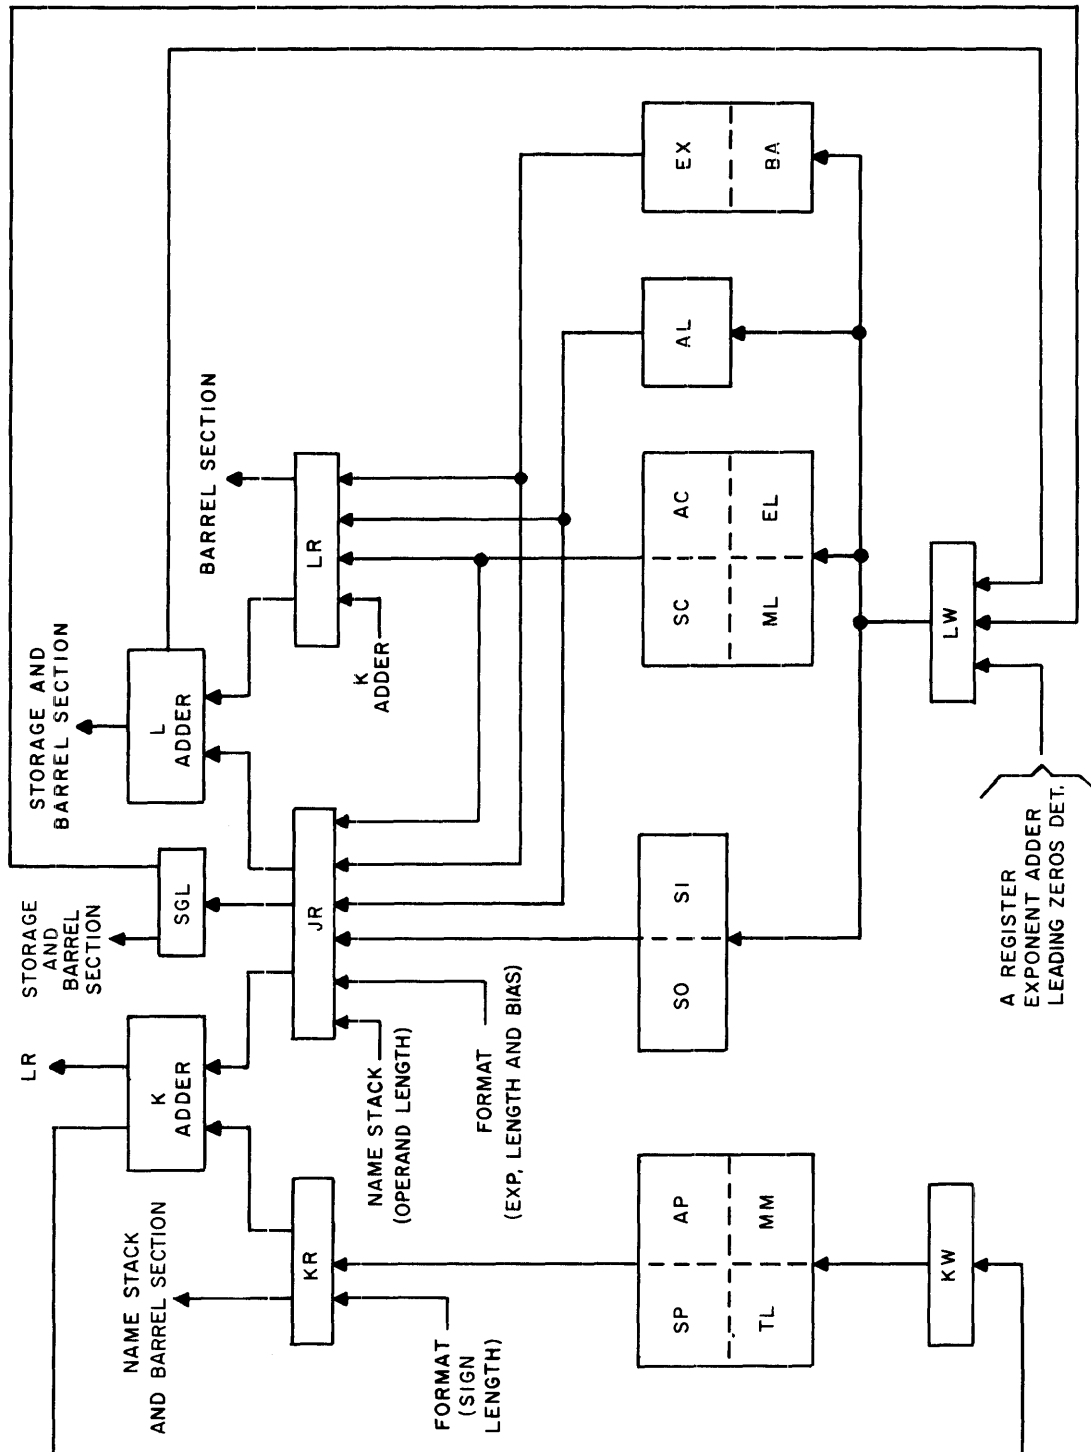 STORAGE AND
BARREL SECTION
STORAGE
AND
BARREL
SECTION
LR
NAME STACK
AND BARREL SECTION
BARREL SECTION
L
ADDER
SGL
K
ADDER
LR
JR
KR
K
ADDER
NAME STACK
(OPERAND LENGTH)
FORMAT
(EXP, LENGTH AND BIAS)
FORMAT
(SIGN
LENGTH)
EX
BA
AL
SC
AC
ML
EL
SO
SI
SP
AP
TL
MM
LW
KW
A REGISTER
EXPONENT ADDER
LEADING ZEROS DET.